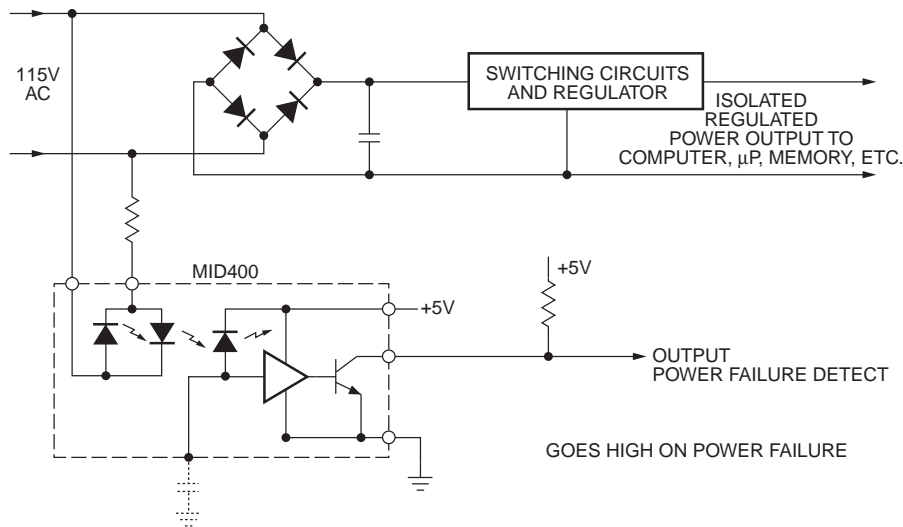 115V
AC
SWITCHING CIRCUITS
AND REGULATOR
ISOLATED
REGULATED
POWER OUTPUT TO
COMPUTER, µP, MEMORY, ETC.
MID400
+5V
+5V
OUTPUT
POWER FAILURE DETECT
GOES HIGH ON POWER FAILURE